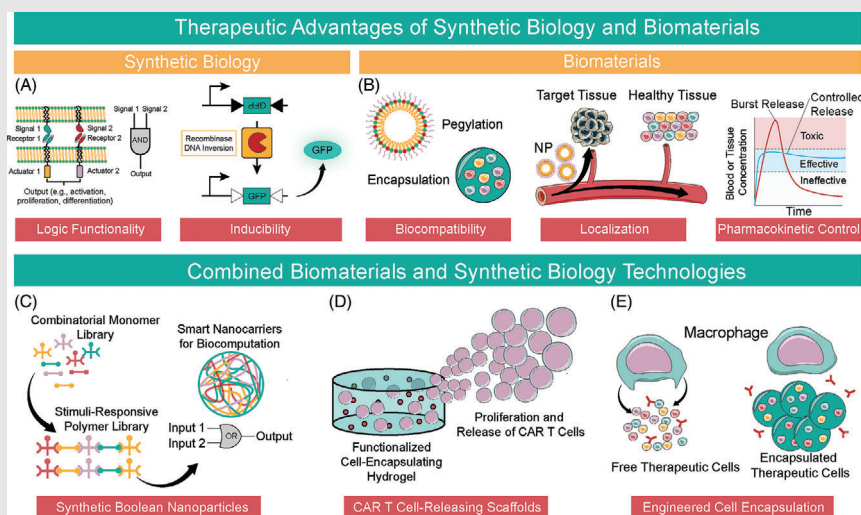 Therapeutic Advantages of Synthetic Biology and Biomaterials
Synthetic Biology
Biomaterials
(A)
Signal 1 Signal 2
Signal 1
Receptor 1
Signal 2
Receptor 2
AND
Actuator 1
Actuator 2
Output
Output (e.g., activation,
proliferation, differentiation)
Logic Functionality
GFP
Recombinase
DNA Inversion
GFP
GFP
Inducibility
(B)
Pegylation
Encapsulation
Biocompatibility
Target Tissue
Healthy Tissue
NP
Localization
Burst Release
Controlled
Release
Toxic
Effective
Ineffective
Blood or Tissue
Concentration
Time
Pharmacokinetic Control
Combined Biomaterials and Synthetic Biology Technologies
(C)
Combinatorial Monomer
Library
Smart Nanocarriers
for Biocomputation
Stimuli-Responsive
Polymer Library
Input 1
Input 2
OR
Output
Synthetic Boolean Nanoparticles
(D)
Functionalized
Cell-Encapsulating
Hydrogel
Proliferation and
Release of CAR T Cells
CAR T Cell-Releasing Scaffolds
(E)
Macrophage
Free Therapeutic Cells
Encapsulated
Therapeutic Cells
Engineered Cell Encapsulation